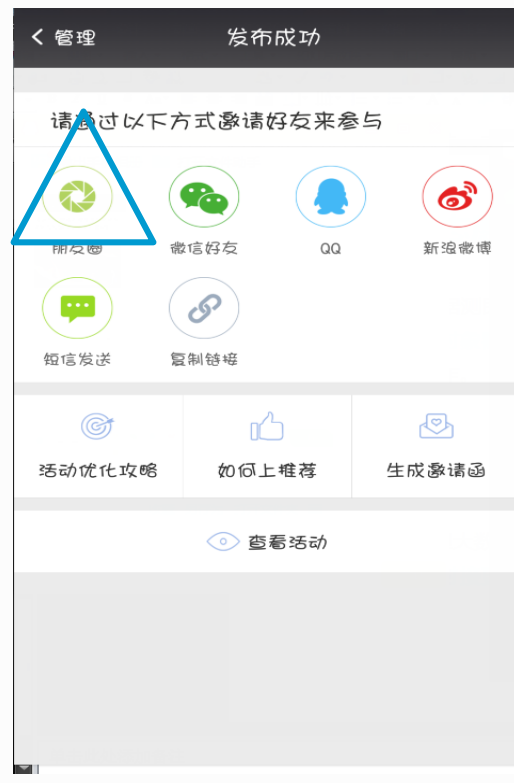 管理 发布成功
请通过以下方式邀请好友来参与
朋友圈 微信好友 QQ 新浪微博
短信发送 复制链接
活动优化攻略 如何上推荐 生成邀请函
查看活动